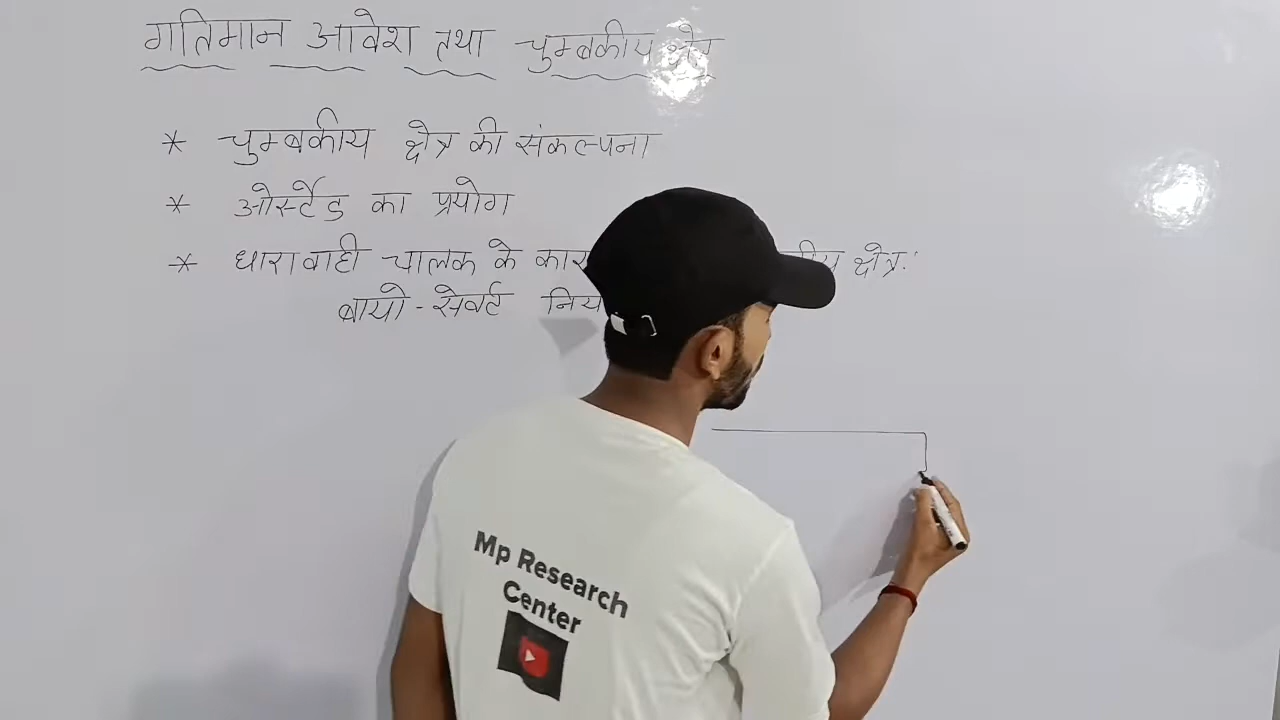 गतिमान आवेश तथा चुम्बकीय क्षेत्र
* चुम्बकीय क्षेत्र की संकल्पना
* ओर्स्टेड का प्रयोग
* धारावाही चालक के क्षेत्र:
बायो-सेवर्ट
Mp Research
Center